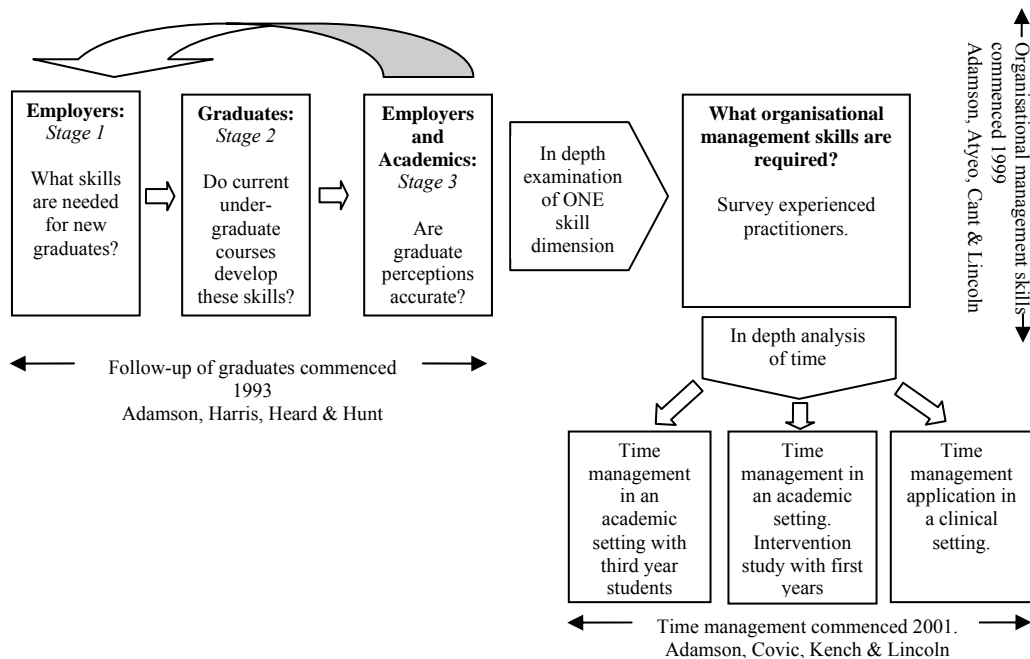 Employers:
Stage 1
What skills
are needed
for new
graduates?
Graduates:
Stage 2
Do current
under-
graduate
courses
develop
these skills?
Employers
and
Academics:
Stage 3
Are
graduate
perceptions
accurate?
In depth
examination
of ONE
skill
dimension
What organisational
management skills are
required?
Survey experienced
practitioners.
Organisational management skills
commenced 1999
Adamson, Atyeo, Cant & Lincoln
Follow-up of graduates commenced
1993
Adamson, Harris, Heard & Hunt
In depth analysis
of time
Time
management
in an
academic
setting with
third year
students
Time
management in
an academic
setting.
Intervention
study with first
years
Time
management
application in
a clinical
setting.
Time management commenced 2001.
Adamson, Covic, Kench & Lincoln